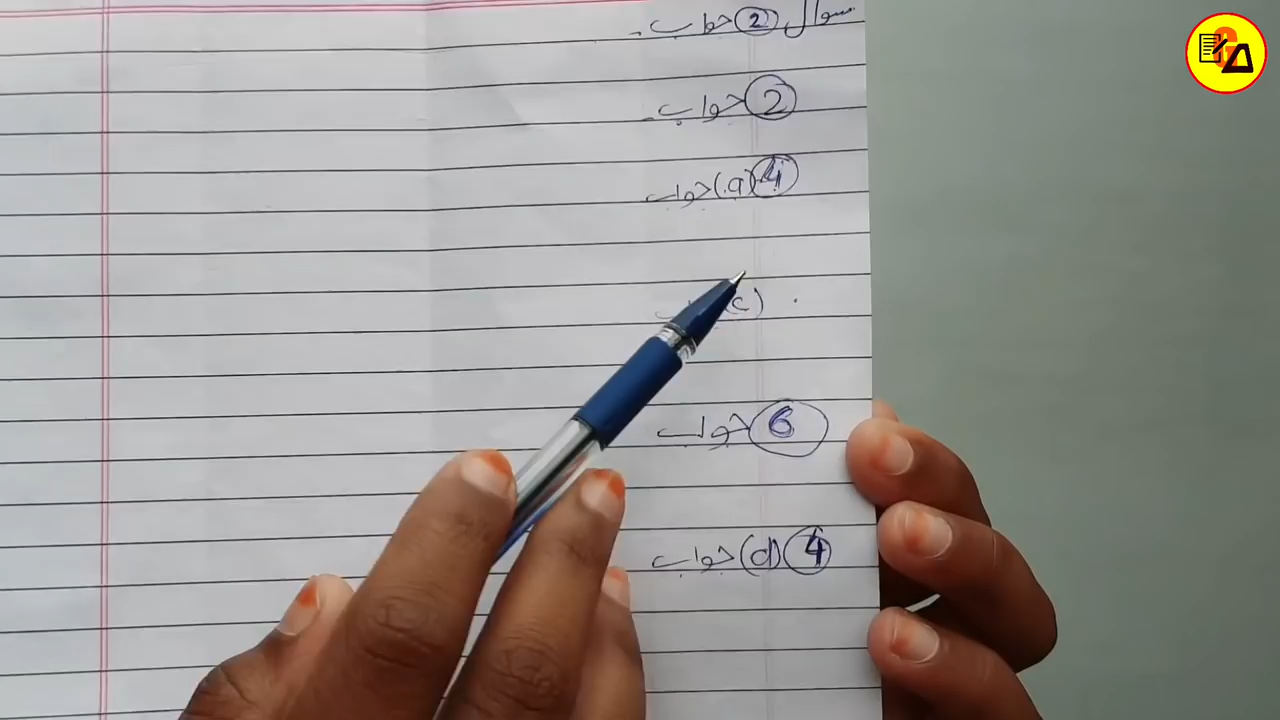 سوال 2 جواب۔
2 جواب۔
4 (a) جواب
(c)
6 جواب
4 (d) جواب